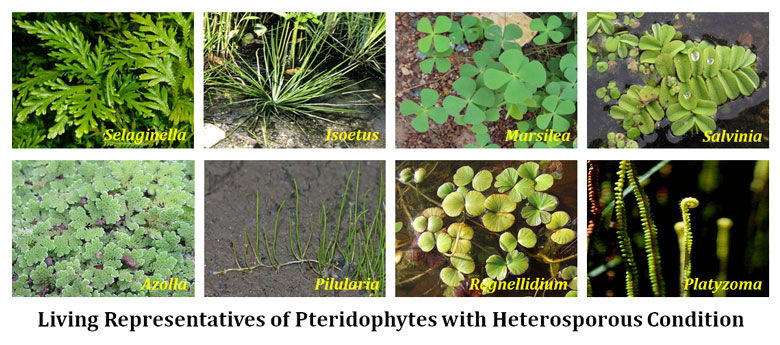 Selaginella
Isoetus
Marsilea
Salvinia
Azolla
Pilularia
Regnellidium
Platyzoma
Living Representatives of Pteridophytes with Heterosporous Condition